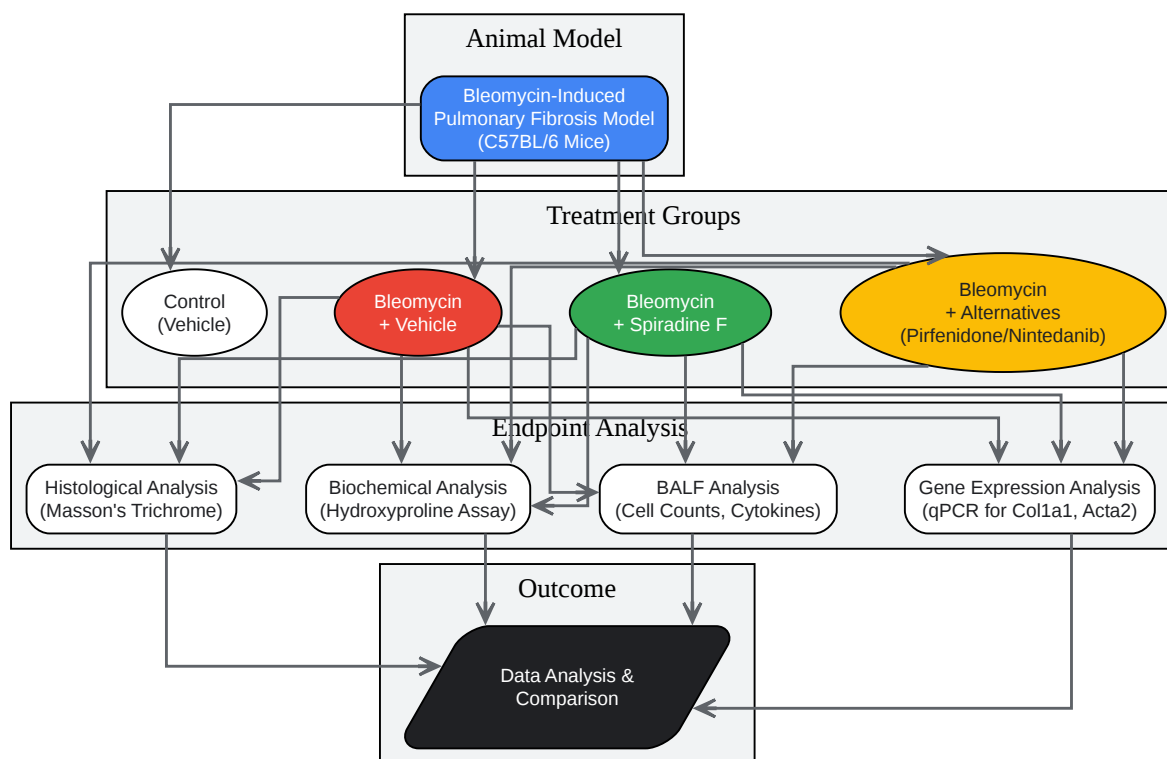 Animal Model
Bleomycin-Induced
Pulmonary Fibrosis Model
(C57BL/6 Mice)
Treatment Groups
Control
(Vehicle)
Bleomycin
+ Vehicle
Bleomycin
+ Spiradine F
Bleomycin
+ Alternatives
(Pirfenidone/Nintedanib)
Endpoint Analysis
Histological Analysis
(Masson's Trichrome)
Biochemical Analysis
(Hydroxyproline Assay)
BALF Analysis
(Cell Counts, Cytokines)
Gene Expression Analysis
(qPCR for Col1a1, Acta2)
Outcome
Data Analysis &
Comparison